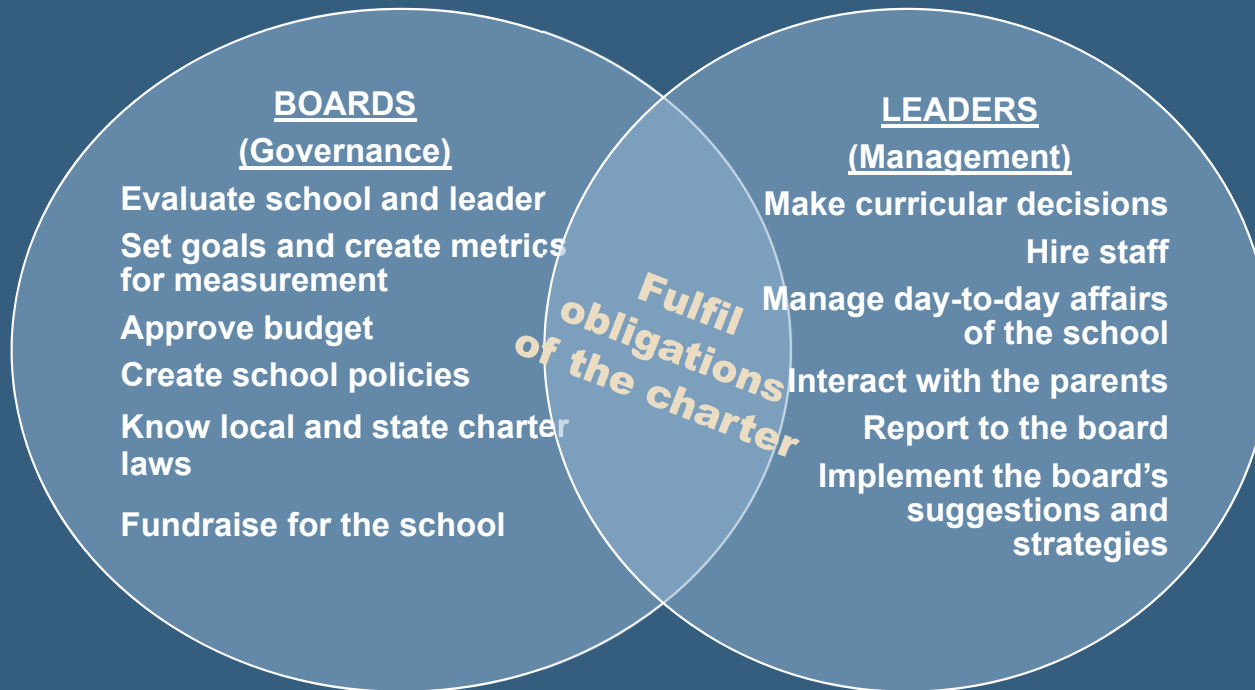 BOARDS
(Governance)
Evaluate school and leader
Set goals and create metrics
for measurement
Approve budget
Create school policies
Know local and state charter
laws
Fundraise for the school
Fulfil
obligations
of the charter
LEADERS
(Management)
Make curricular decisions
Hire staff
Manage day-to-day affairs
of the school
Interact with the parents
Report to the board
Implement the board’s
suggestions and
strategies